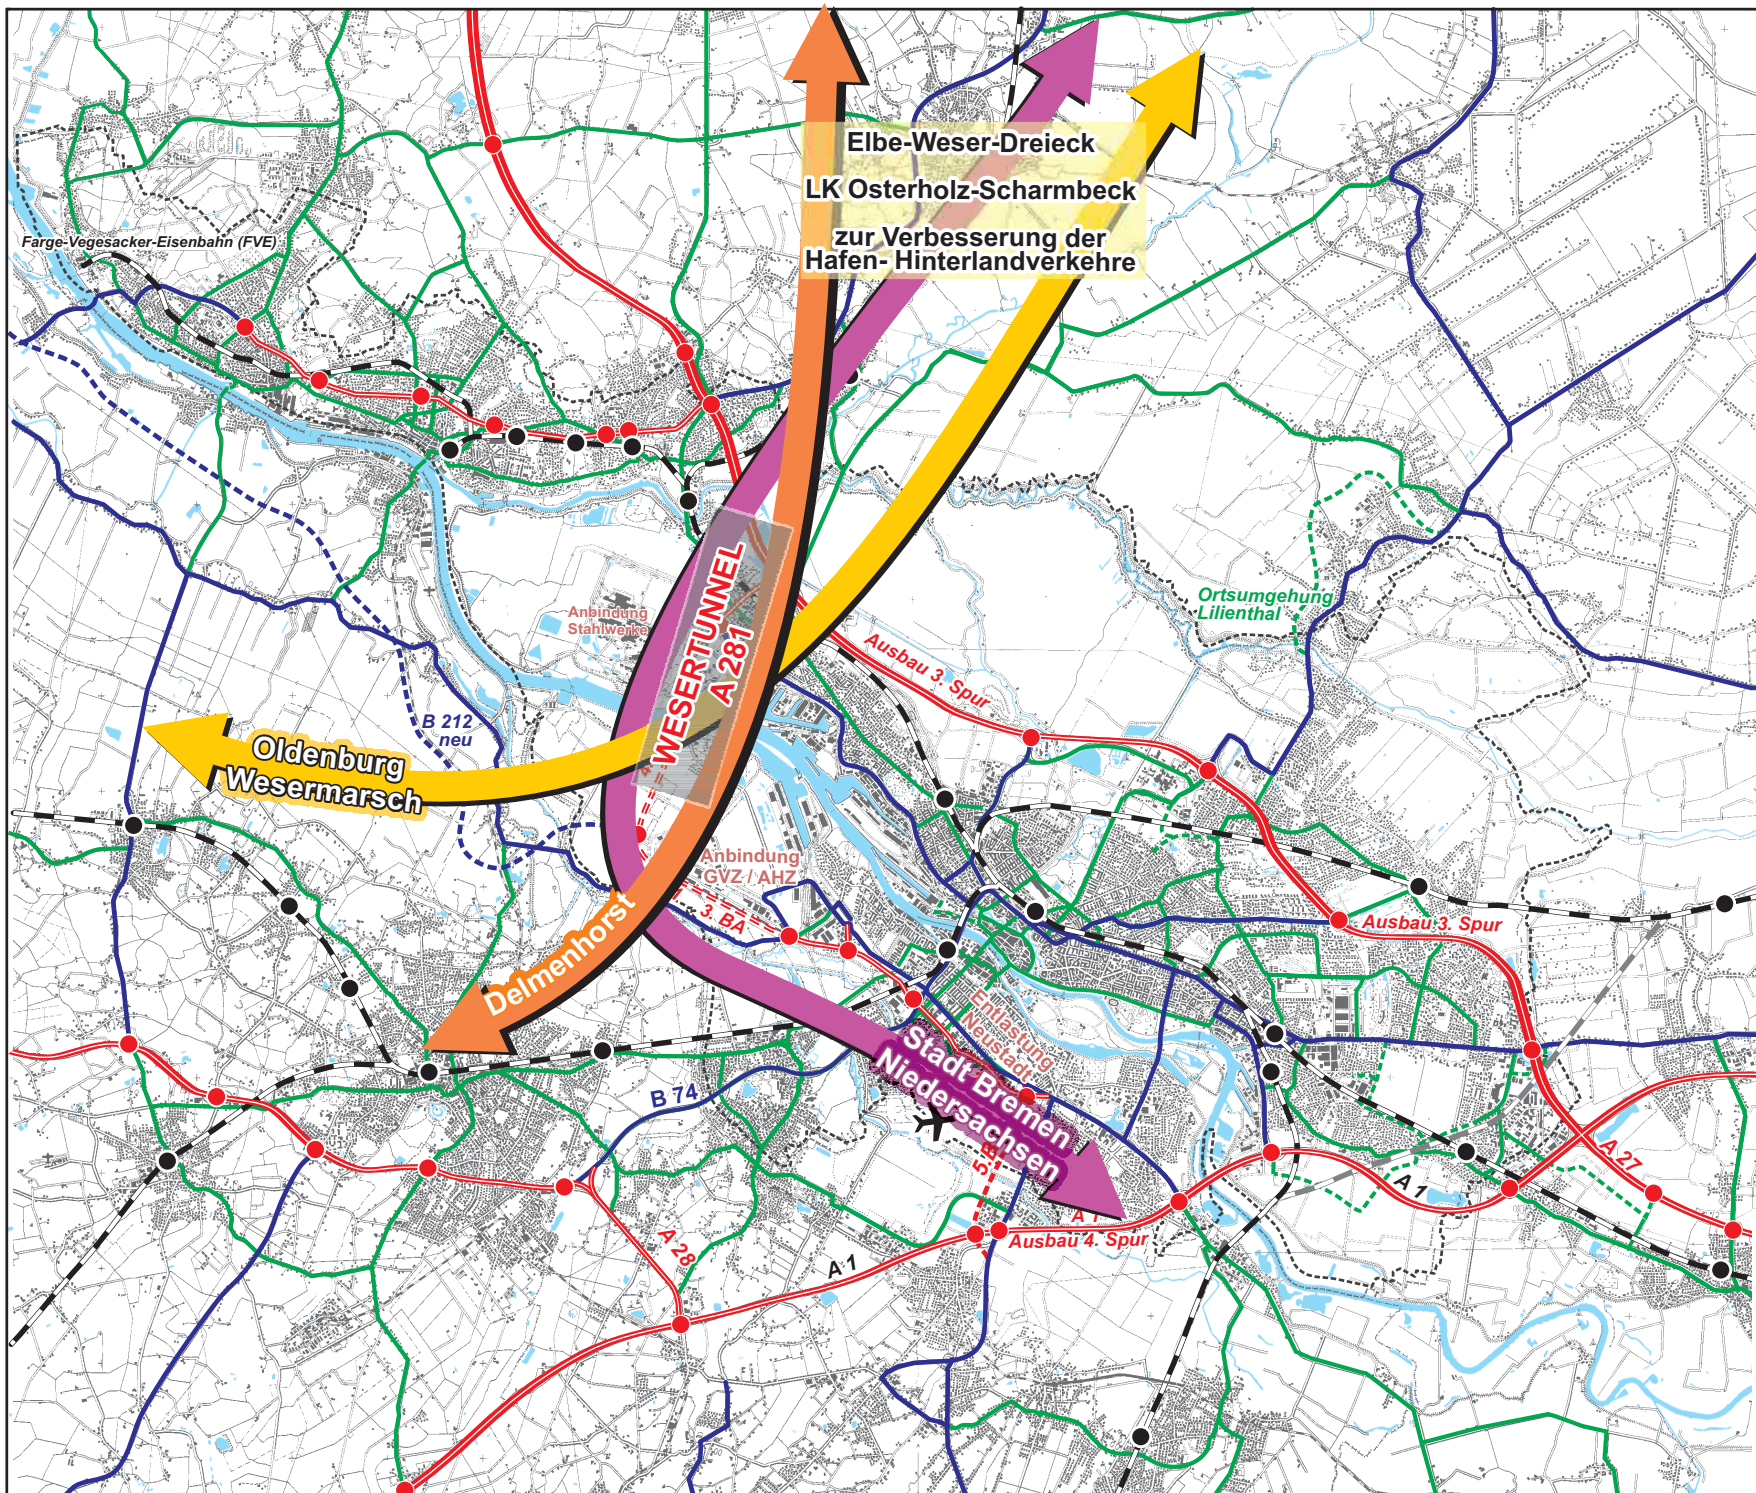 Elbe-Weser-Dreieck
LK Osterholz-Scharmbeck
zur Verbesserung der
Hafen- Hinterlandverkehre
Farge-Vegesacker-Eisenbahn (FVE)
Anbindung
Stahlwerke
WESERTUNNEL
A 281
Ortsumgehung
Lilienthal
Ausbau 3. Spur
B 212
neu
Oldenburg
Wesermarsch
Anbindung
GVZ / AHZ
3. BA
Delmenhorst
Ausbau 3. Spur
Entlastung
Neustadt
Stadt Bremen
Niedersachsen
B 74
A 27
A 1
A 1
Ausbau 4. Spur
A 28
A 1